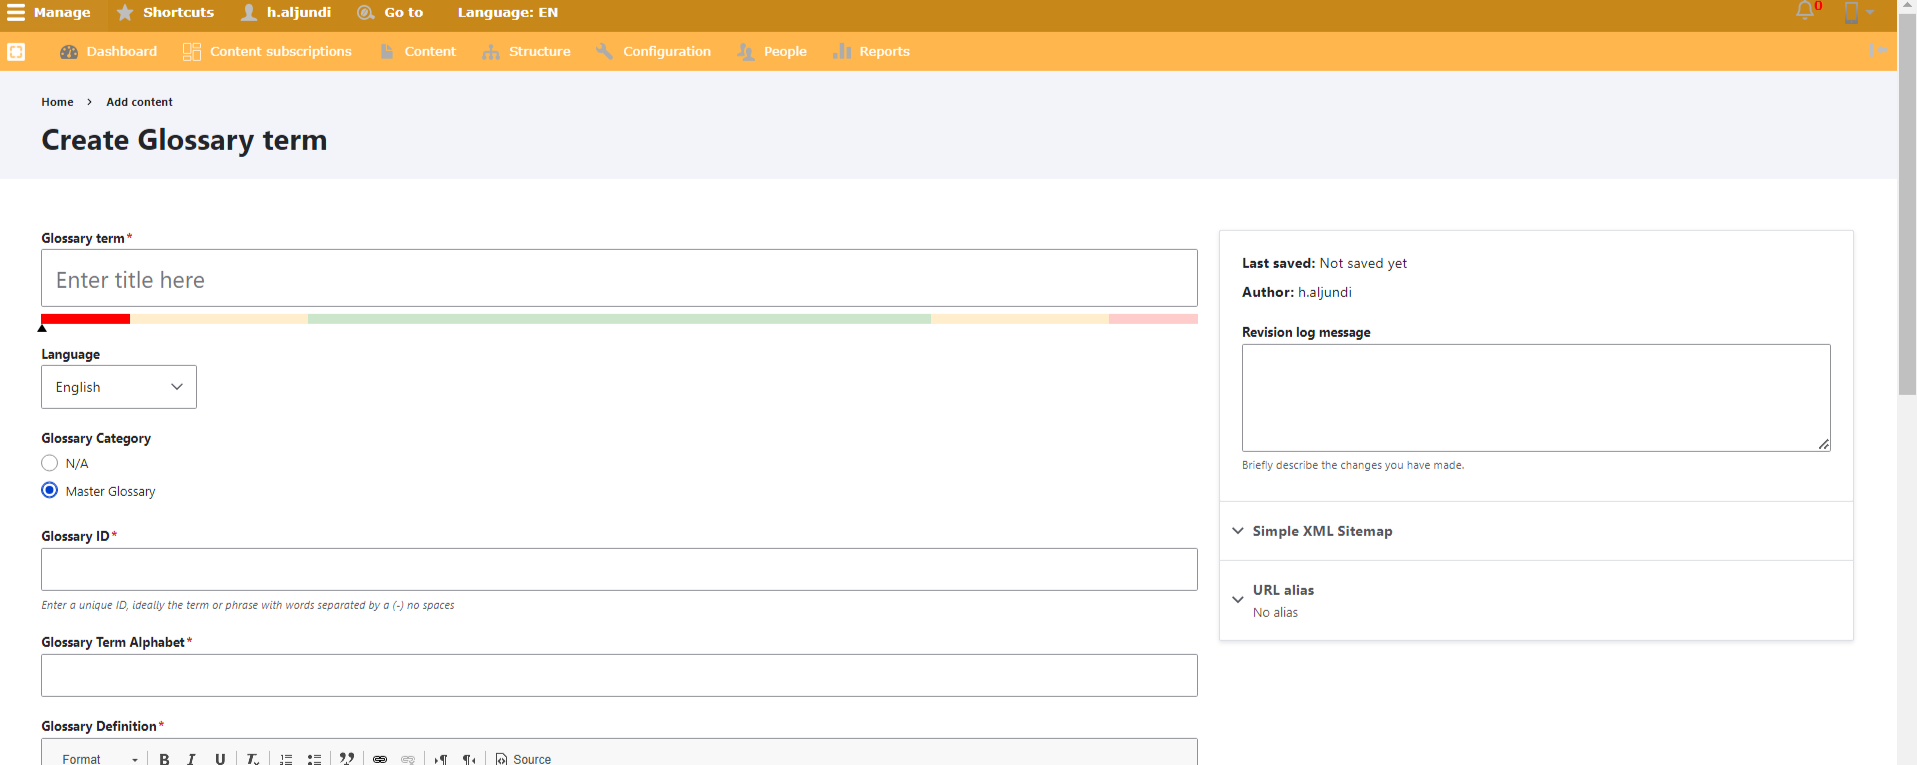 Manage Shortcuts h.aljundi Go to Language: EN 0
Dashboard Content subscriptions Content Structure Configuration People Reports
Home › Add content
Create Glossary term
Glossary term*
Enter title here
Language
English
Glossary Category
N/A
Master Glossary
Glossary ID*
Enter a unique ID, ideally the term or phrase with words separated by a (-) no spaces
Glossary Term Alphabet*
Glossary Definition*
Format B I U Tx Source
Last saved: Not saved yet
Author: h.aljundi
Revision log message
Briefly describe the changes you have made.
Simple XML Sitemap
URL alias
No alias